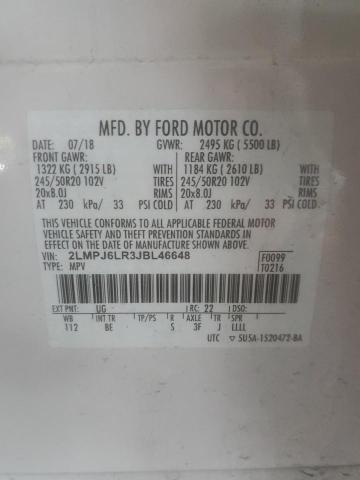 MFD. BY FORD MOTOR CO.
DATE: 07/18 GVWR: 2495 KG ( 5500 LB)
FRONT GAWR: REAR GAWR:
1322 KG ( 2915 LB) WITH 1184 KG ( 2610 LB) WITH
245/50R20 102V TIRES 245/50R20 102V TIRES
20x8.0J RIMS 20x8.0J RIMS
AT 230 kPa/ 33 PSI COLD AT 230 kPa/ 33 PSI COLD
THIS VEHICLE CONFORMS TO ALL APPLICABLE FEDERAL MOTOR
VEHICLE SAFETY AND THEFT PREVENTION STANDARDS IN
EFFECT ON THE DATE OF MANUFACTURE SHOWN ABOVE.
VIN: 2LMPJ6LR3JBL46648 F0099
TYPE: MPV T0216
EXT PNT: UG RC: 22 DSO:
WB INT TR TP/PS R AXLE TR SPR
112 BE S 3F J LLLL
UTC ▽ 5U5A-1520472-BA